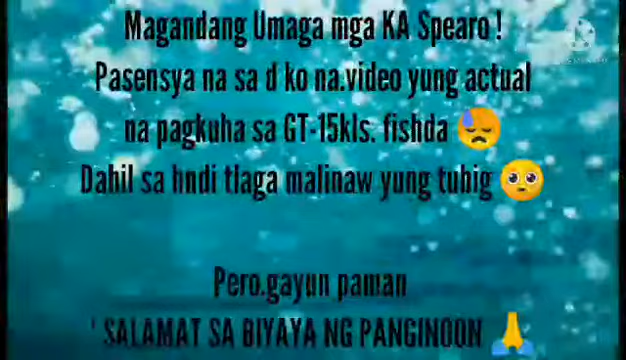 Magandang Umaga mga KA Spearo !
Pasensya na sa d ko na.video yung actual
na pagkuha sa GT-15kls. fishda 😓
Dahil sa hndi tlaga malinaw yung tubig 🥺
Pero.gayun paman
' SALAMAT SA BIYAYA NG PANGINOON 🙏